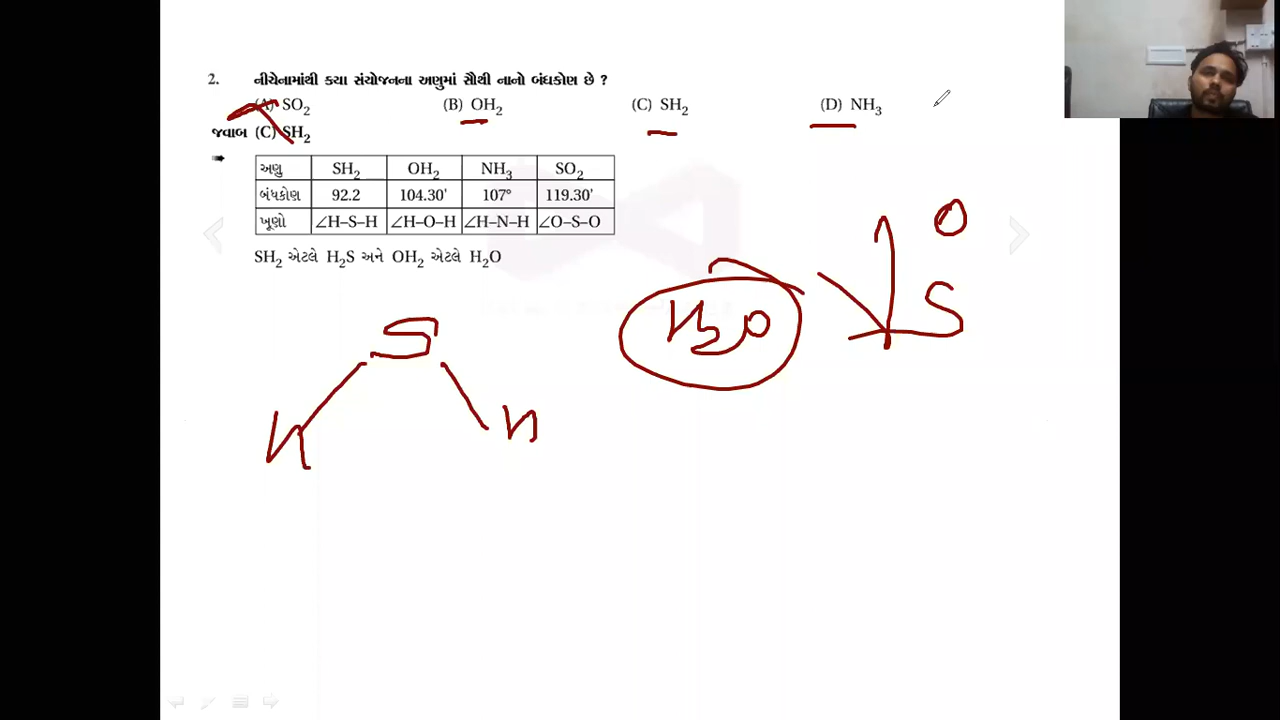 2. નીચેનામાંથી કયા સંયોજનના અણુમાં સૌથી નાનો બંધકોણ છે ?
(A) SO₂ (B) OH₂ (C) SH₂ (D) NH₃
જવાબ (C) SH₂
અણુ SH₂ OH₂ NH₃ SO₂
બંધકોણ 92.2 104.30' 107° 119.30'
ખૂણો ∠H–S–H ∠H–O–H ∠H–N–H ∠O–S–O
SH₂ એટલે H₂S અને OH₂ એટલે H₂O
O
S
H₂O
S
H H